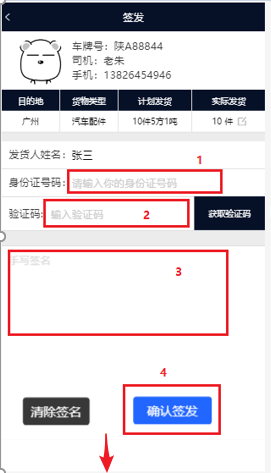 签发
车牌号：陕A88844
司机：老朱
手机：13826454946
目的地 货物类型 计划发货 实际发货
广州 汽车配件 10件5方1吨 10 件
发货人姓名：张三
1
身份证号码：请输入你的身份证号码
验证码：输入验证码 2 获取验证码
手写签名
3
4
清除签名 确认签发